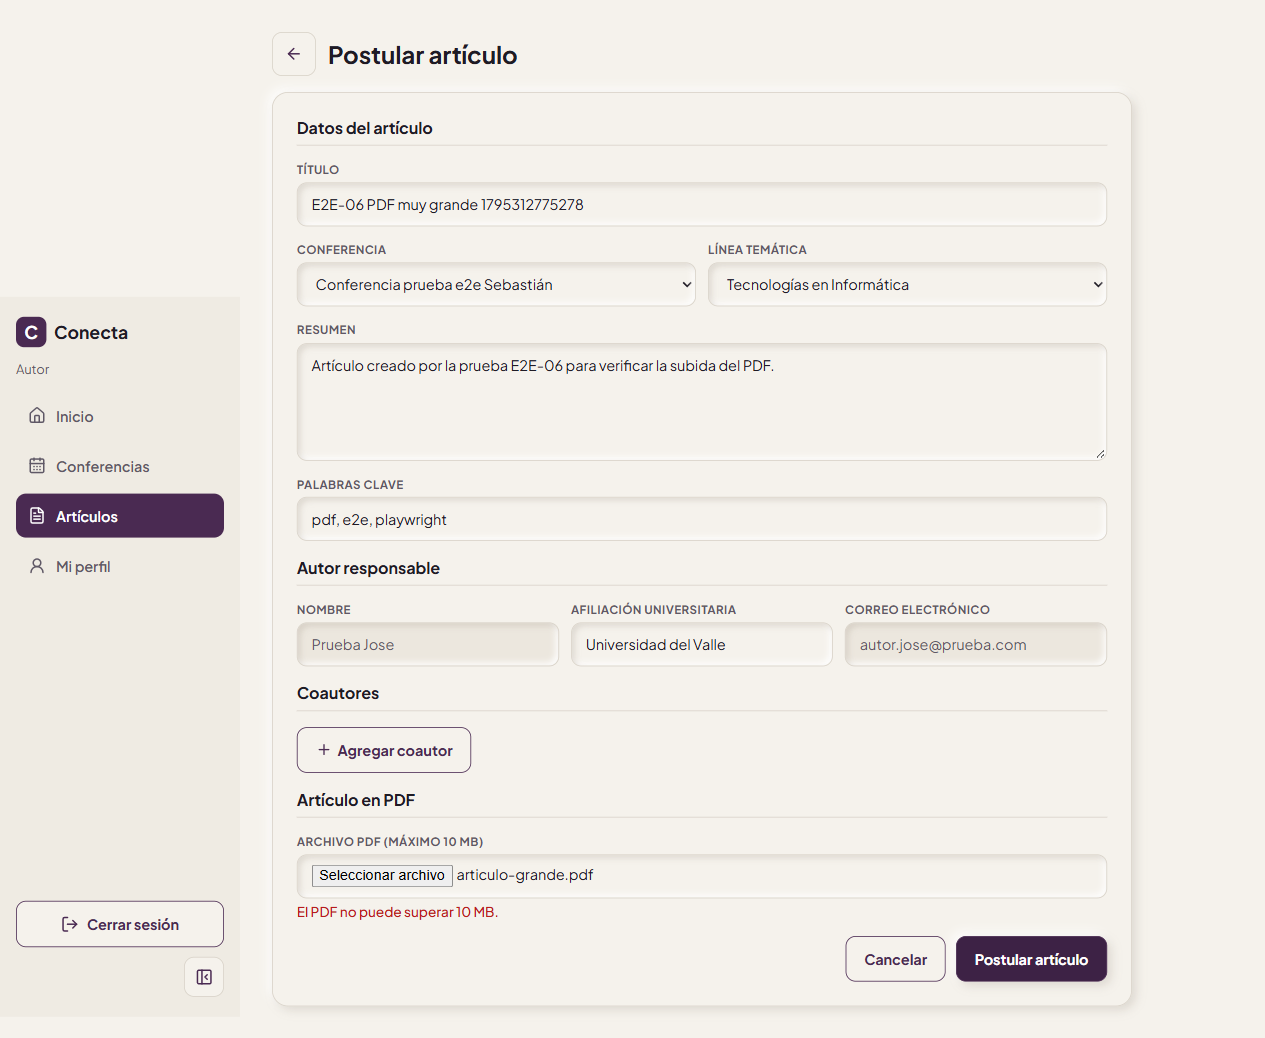 Postular artículo
Datos del artículo
TÍTULO
E2E-06 PDF muy grande 1795312775278
CONFERENCIA
LÍNEA TEMÁTICA
Conferencia prueba e2e Sebastián
Tecnologías en Informática
RESUMEN
Artículo creado por la prueba E2E-06 para verificar la subida del PDF.
PALABRAS CLAVE
pdf, e2e, playwright
Autor responsable
NOMBRE
AFILIACIÓN UNIVERSITARIA
CORREO ELECTRÓNICO
Prueba Jose
Universidad del Valle
autor.jose@prueba.com
Coautores
Agregar coautor
Artículo en PDF
ARCHIVO PDF (MÁXIMO 10 MB)
Seleccionar archivo articulo-grande.pdf
El PDF no puede superar 10 MB.
Cancelar
Postular artículo
C Conecta
Autor
Inicio
Conferencias
Artículos
Mi perfil
Cerrar sesión